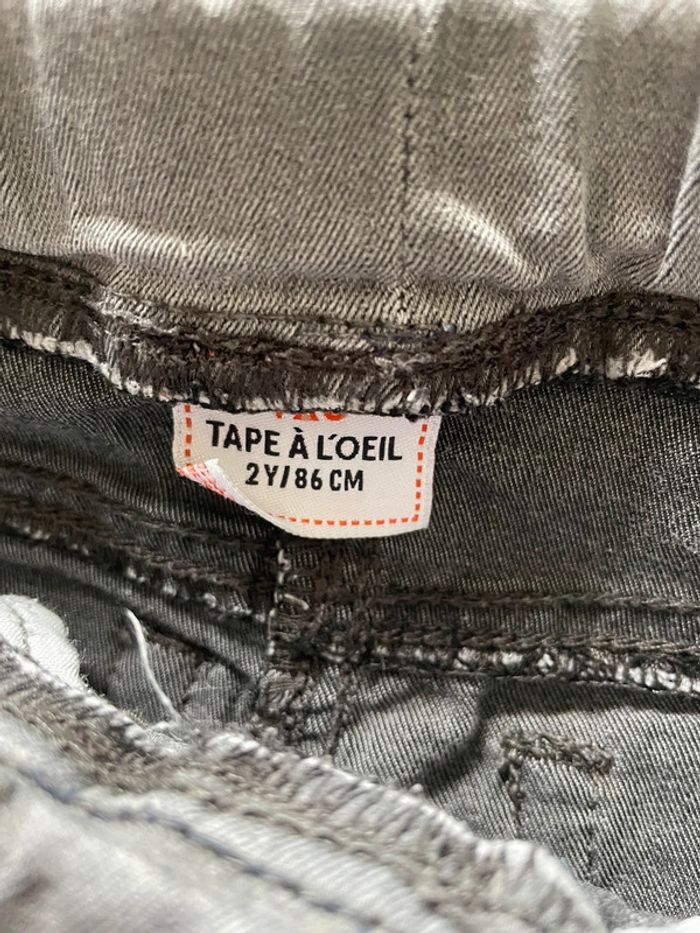 TAPE À L'OEIL
2Y/86 CM